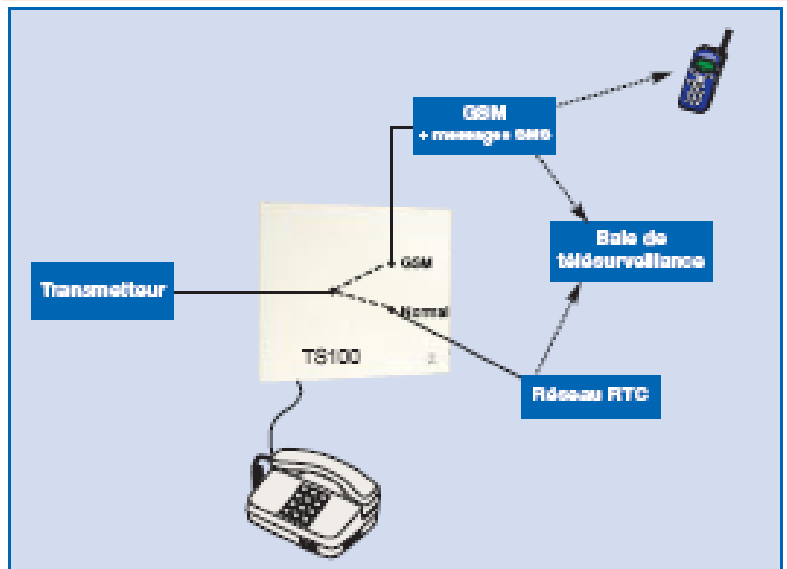 GSM
+ messages SMS
Baie de
télésurveillance
GSM
Transmetteur
Normal
TS100
Réseau RTC